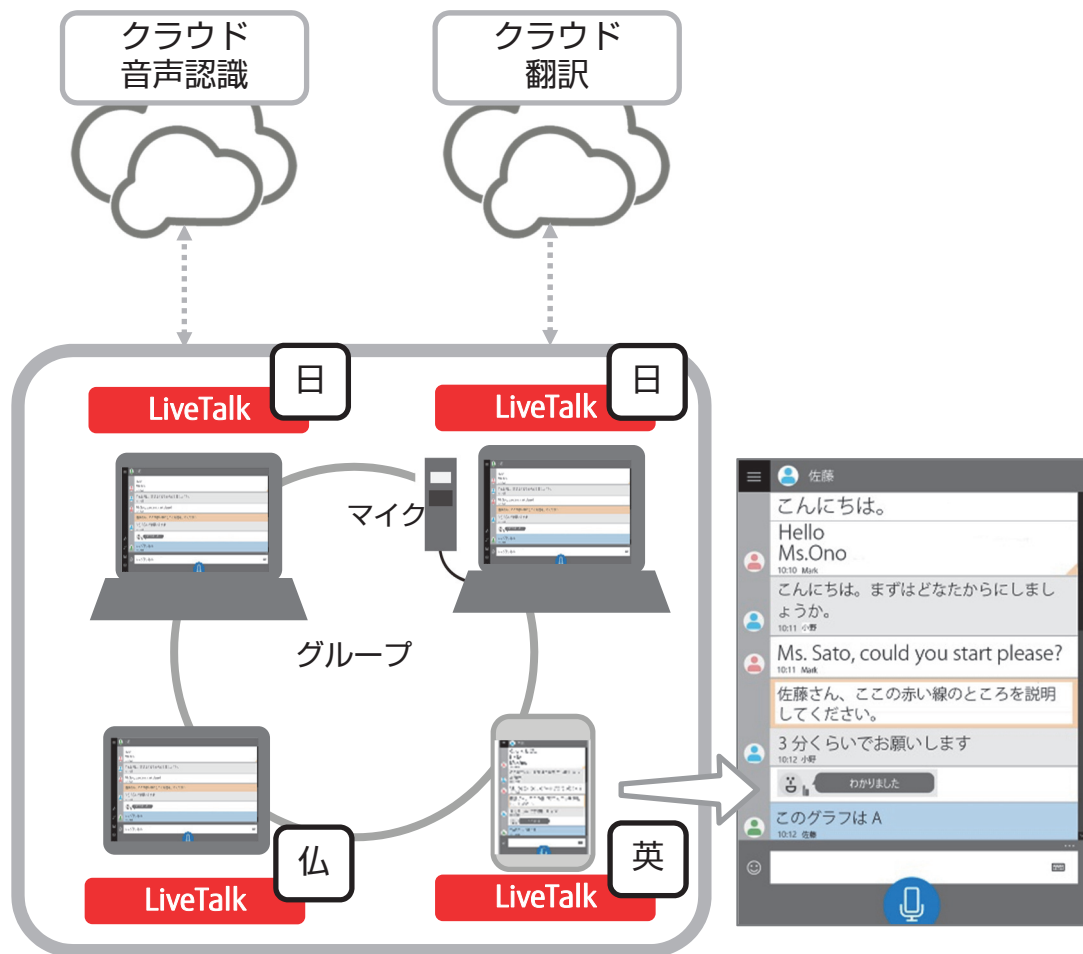 クラウド
音声認識
クラウド
翻訳
日
LiveTalk
日
LiveTalk
マイク
グループ
仏
LiveTalk
英
LiveTalk
佐藤
こんにちは。
Hello
Ms.Ono
10:10 Mark
こんにちは。まずはどなたからにしまし
ょうか。
10:11 小野
Ms. Sato, could you start please?
10:11 Mark
佐藤さん、ここの赤い線のところを説明
してください。
3分くらいでお願いします
10:12 小野
わかりました
このグラフは A
10:12 佐藤